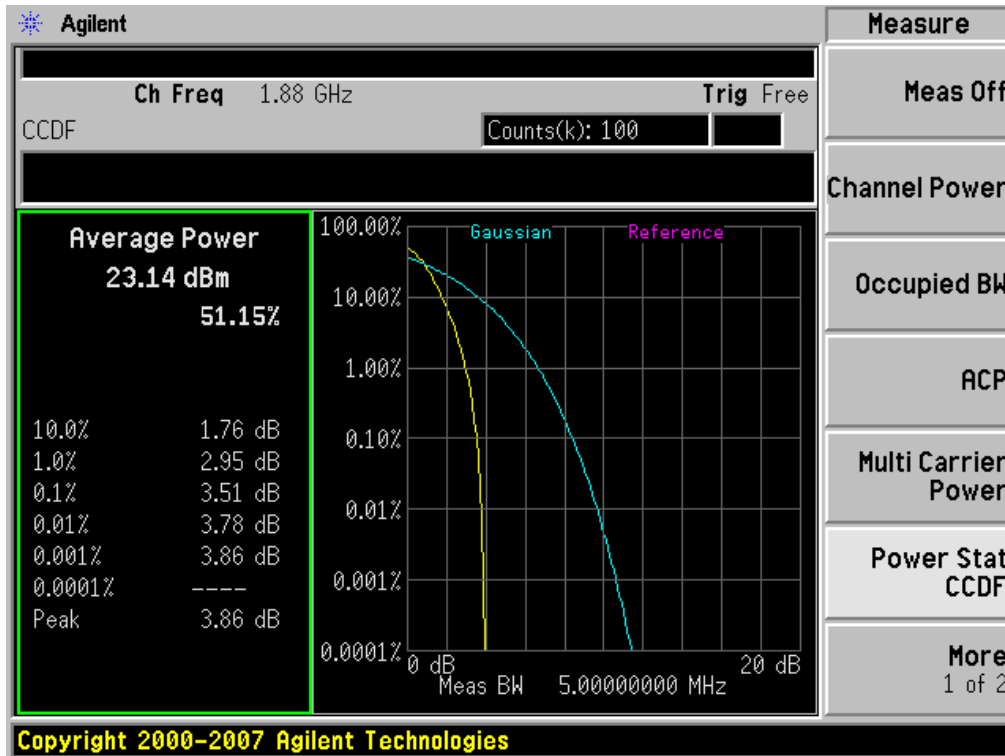 Agilent
Measure
Ch Freq 1.88 GHz Trig Free
CCDF
Counts(k): 100
Meas Off
Channel Power
Occupied BW
ACP
Multi Carrier
Power
Power Stat
CCDF
More
1 of 2
Average Power
23.14 dBm
51.15%
10.0% 1.76 dB
1.0% 2.95 dB
0.1% 3.51 dB
0.01% 3.78 dB
0.001% 3.86 dB
0.0001% ----
Peak 3.86 dB
Gaussian Reference
100.00%
10.00%
1.00%
0.10%
0.01%
0.001%
0.0001%
0 dB 20 dB
Meas BW 5.00000000 MHz
Copyright 2000-2007 Agilent Technologies